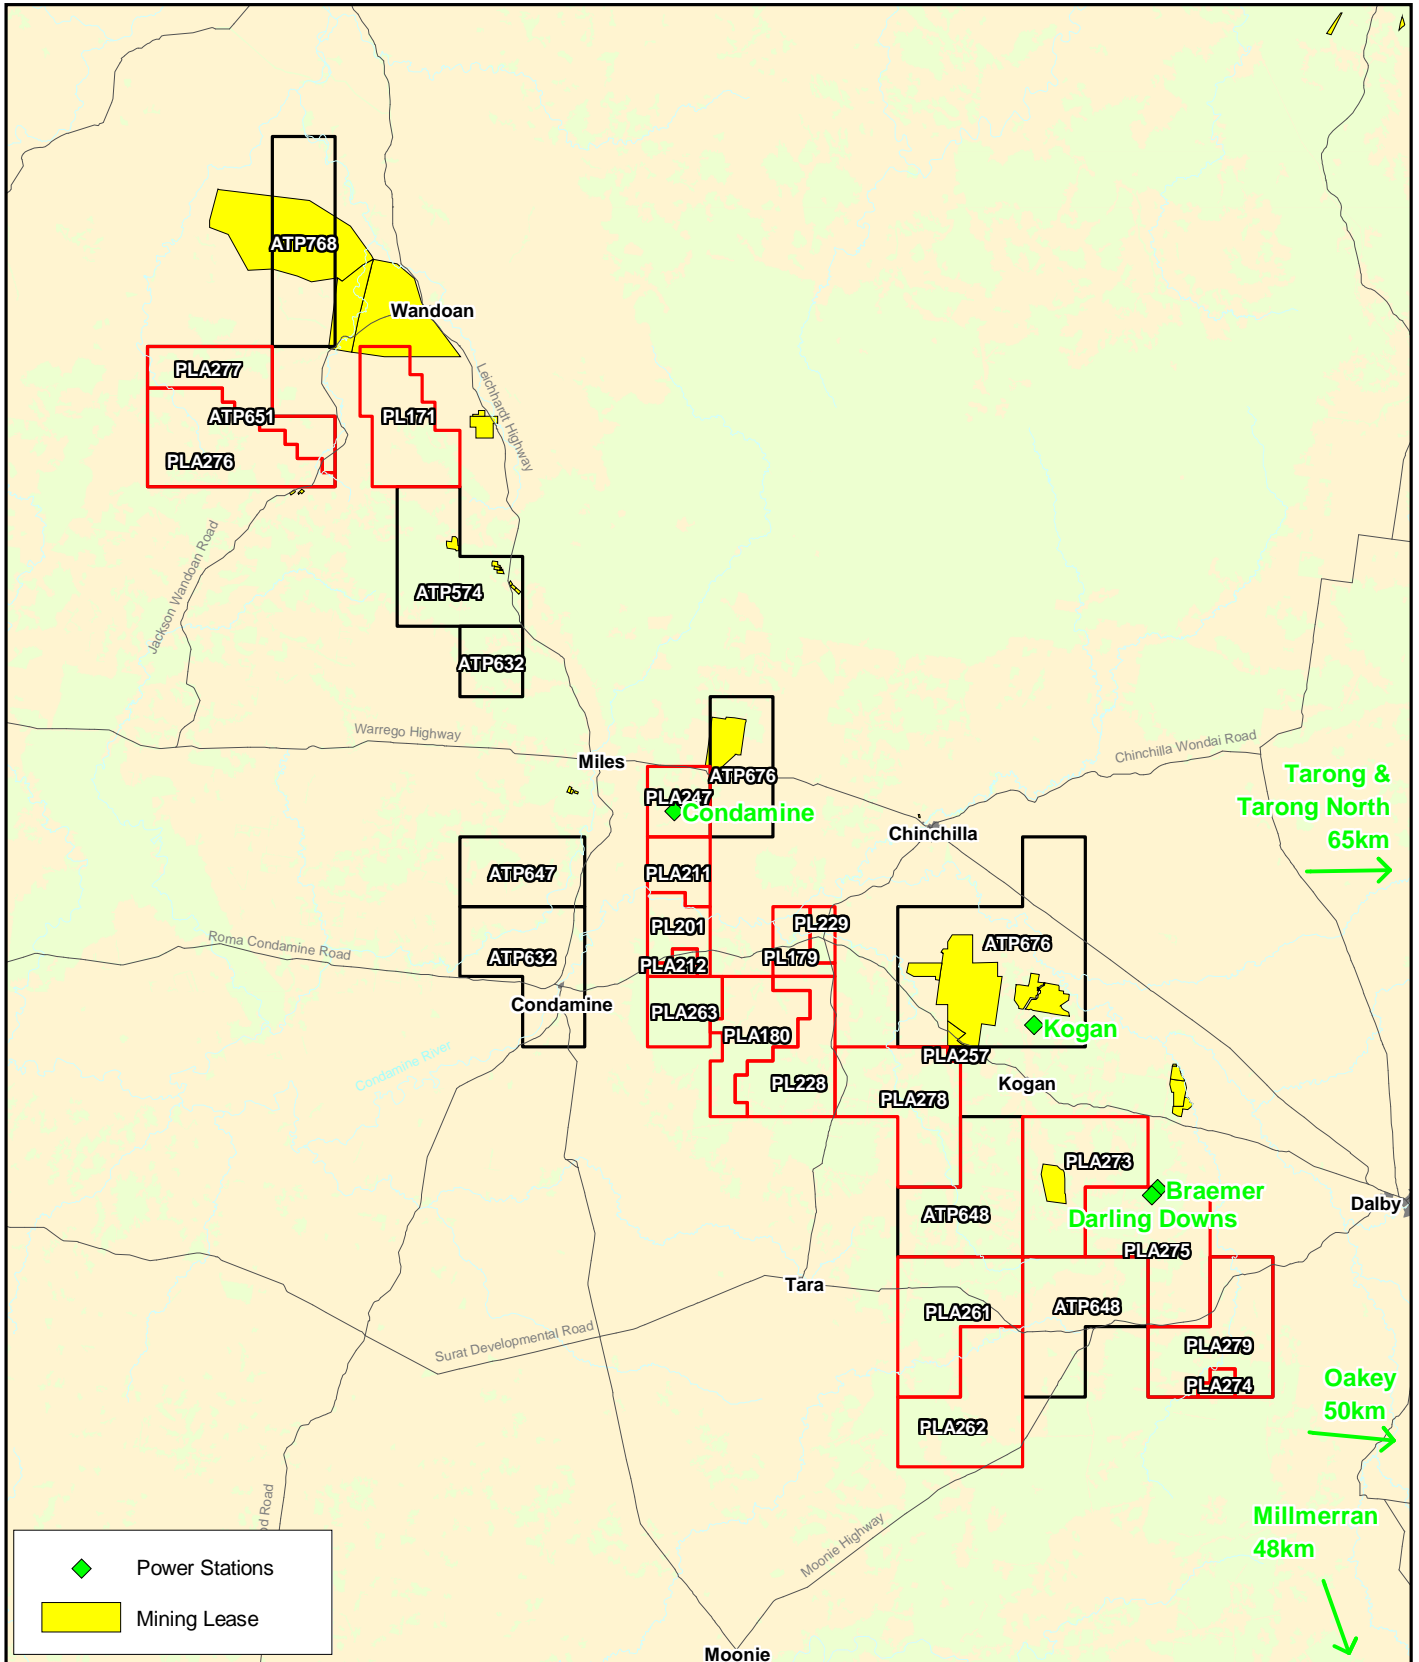 ATP768
Wandoan
PLA277
ATP651
PL171
PLA276
Leichhardt Highway
Jackson Wandoan Road
ATP574
ATP632
Warrego Highway
Miles
ATP676
Chinchilla Wondai Road
Tarong &
Tarong North
65km
PLA247
Condamine
Chinchilla
ATP647
PLA211
PL201
PL229
ATP676
Roma Condamine Road
ATP632
PL179
PLA212
Condamine
PLA263
PLA180
Kogan
Condamine River
PLA257
PL228
Kogan
PLA278
PLA273
Braemer
Darling Downs
Dalby
ATP648
PLA275
Tara
PLA261
ATP648
Surat Developmental Road
PLA279
PLA274
Oakey
50km
PLA262
Millmerran
48km
Moonie Highway
od Road
Power Stations
Mining Lease
Moonie